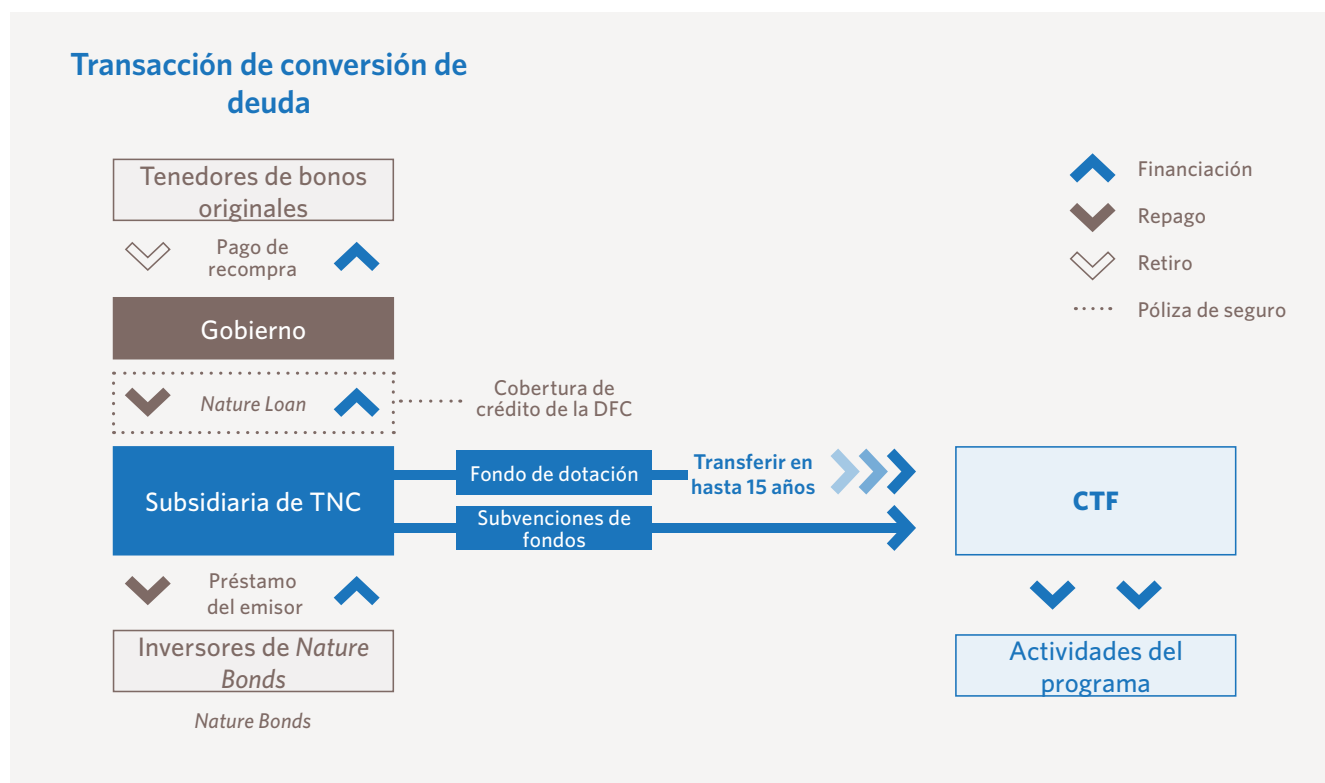 Transacción de conversión de
deuda
Tenedores de bonos
originales
Pago de
recompra
Gobierno
Nature Loan
Cobertura de
crédito de la DFC
Subsidiaria de TNC
Fondo de dotación
Transferir en
hasta 15 años
Subvenciones de
fondos
CTF
Préstamo
del emisor
Inversores de Nature
Bonds
Nature Bonds
Actividades del
programa
Financiación
Repago
Retiro
Póliza de seguro